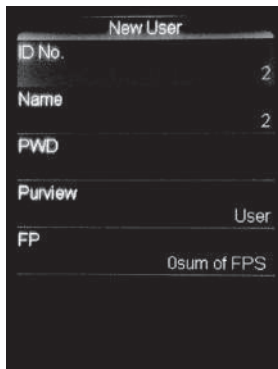 New User
ID No.
2
Name
2
PWD
Purview
User
FP
0sum of FPS